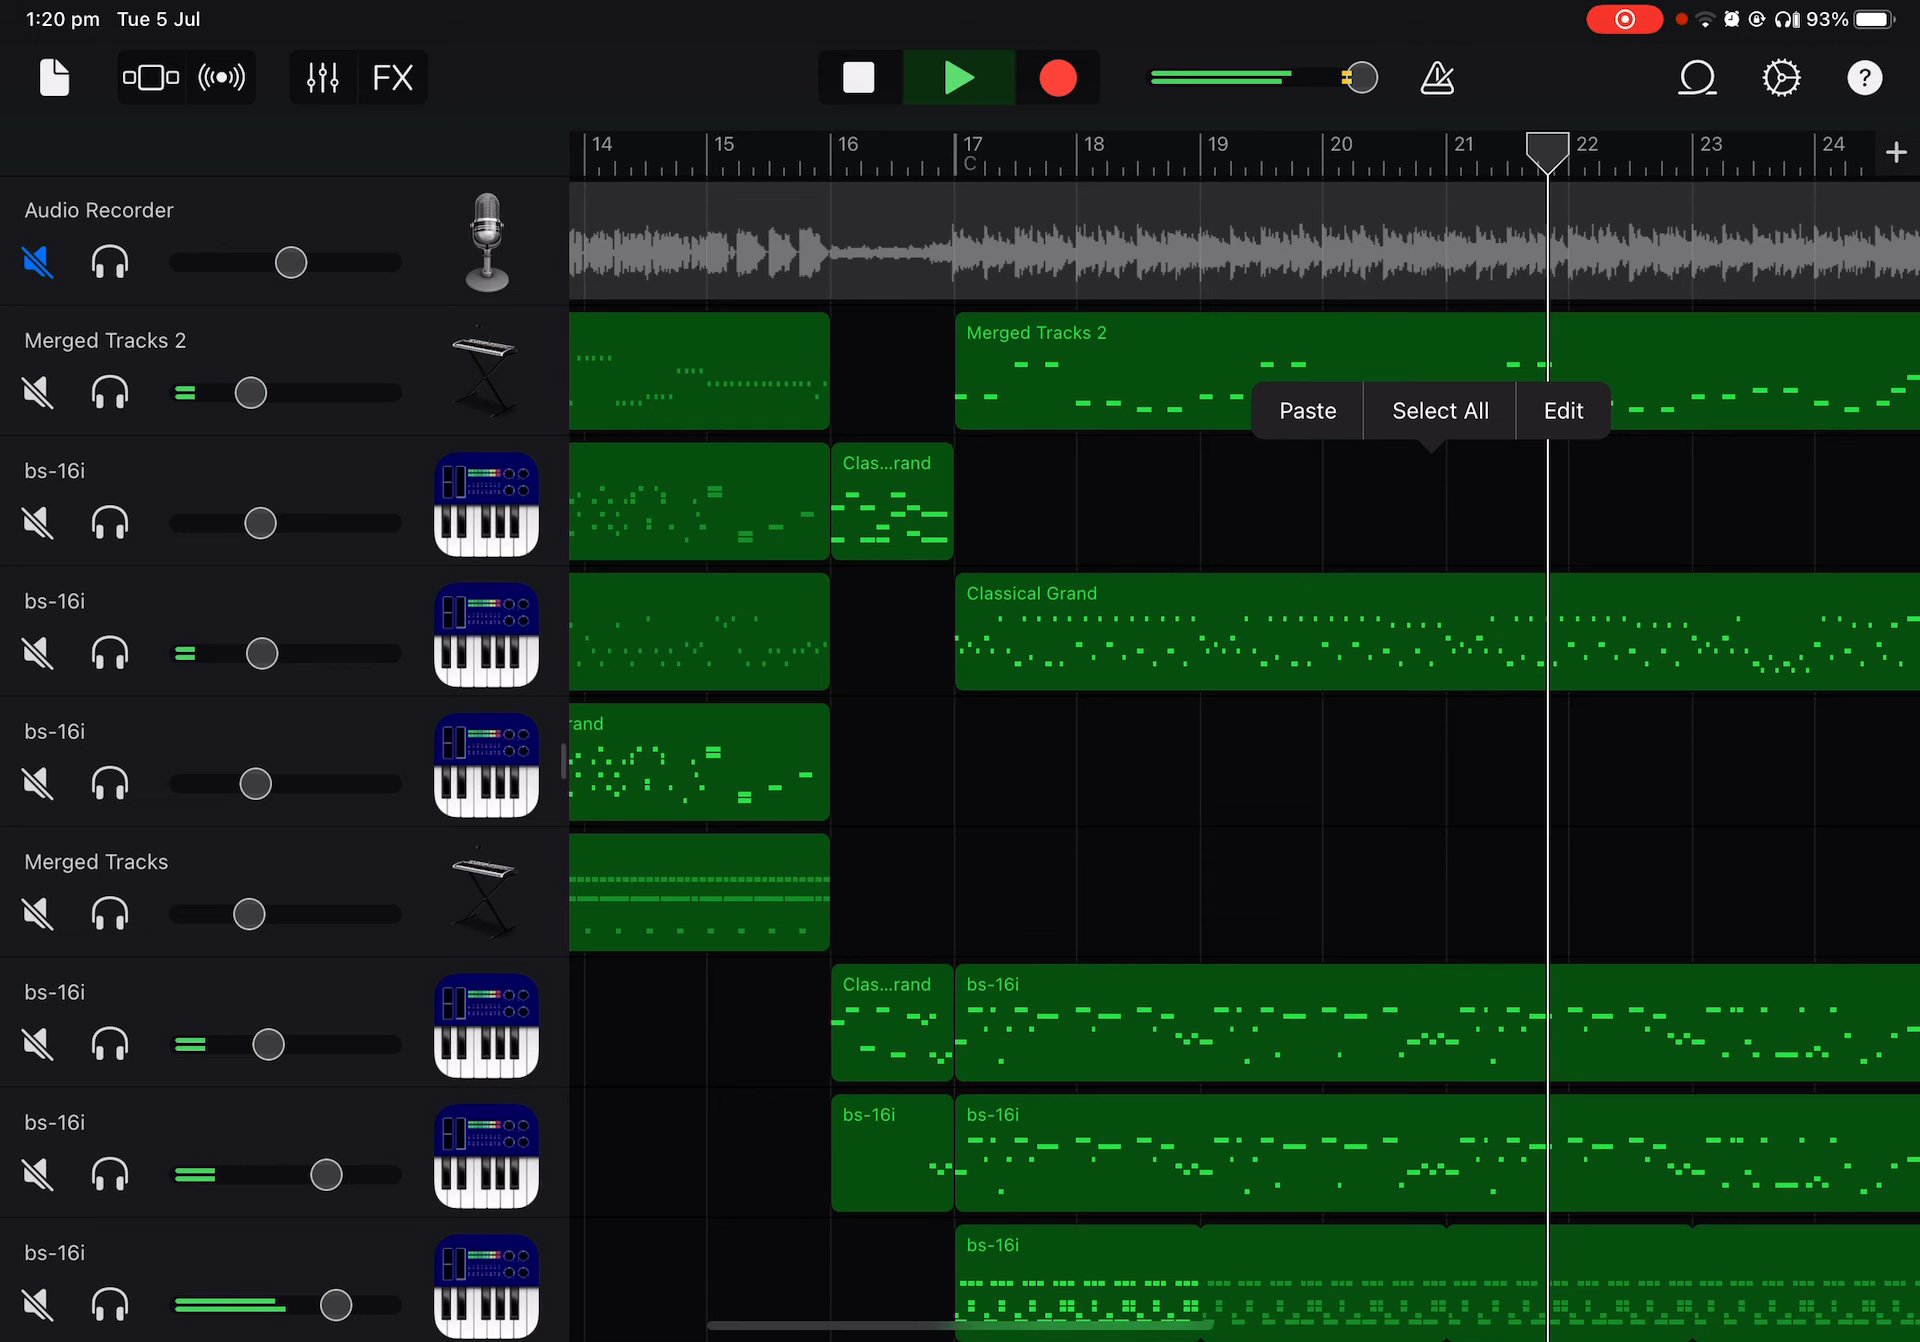 1:20 pm Tue 5 Jul
93%
FX
?
14 15 16 17 18 19 20 21 22 23 24 +
C
Audio Recorder
Merged Tracks 2
Merged Tracks 2
Paste Select All Edit
bs-16i
Clas...rand
bs-16i
Classical Grand
bs-16i
rand
Merged Tracks
bs-16i
Clas...rand
bs-16i
bs-16i
bs-16i
bs-16i
bs-16i
bs-16i